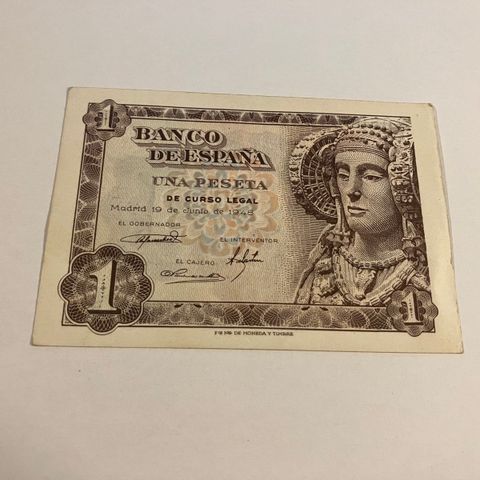 1
BANCO
DE ESPAÑA
UNA PESETA
DE CURSO LEGAL
Madrid 19 de Junio de 1948
EL GOBERNADOR
EL INTERVENTOR
EL CAJERO
1
1
DE MONEDA Y TIMBRE